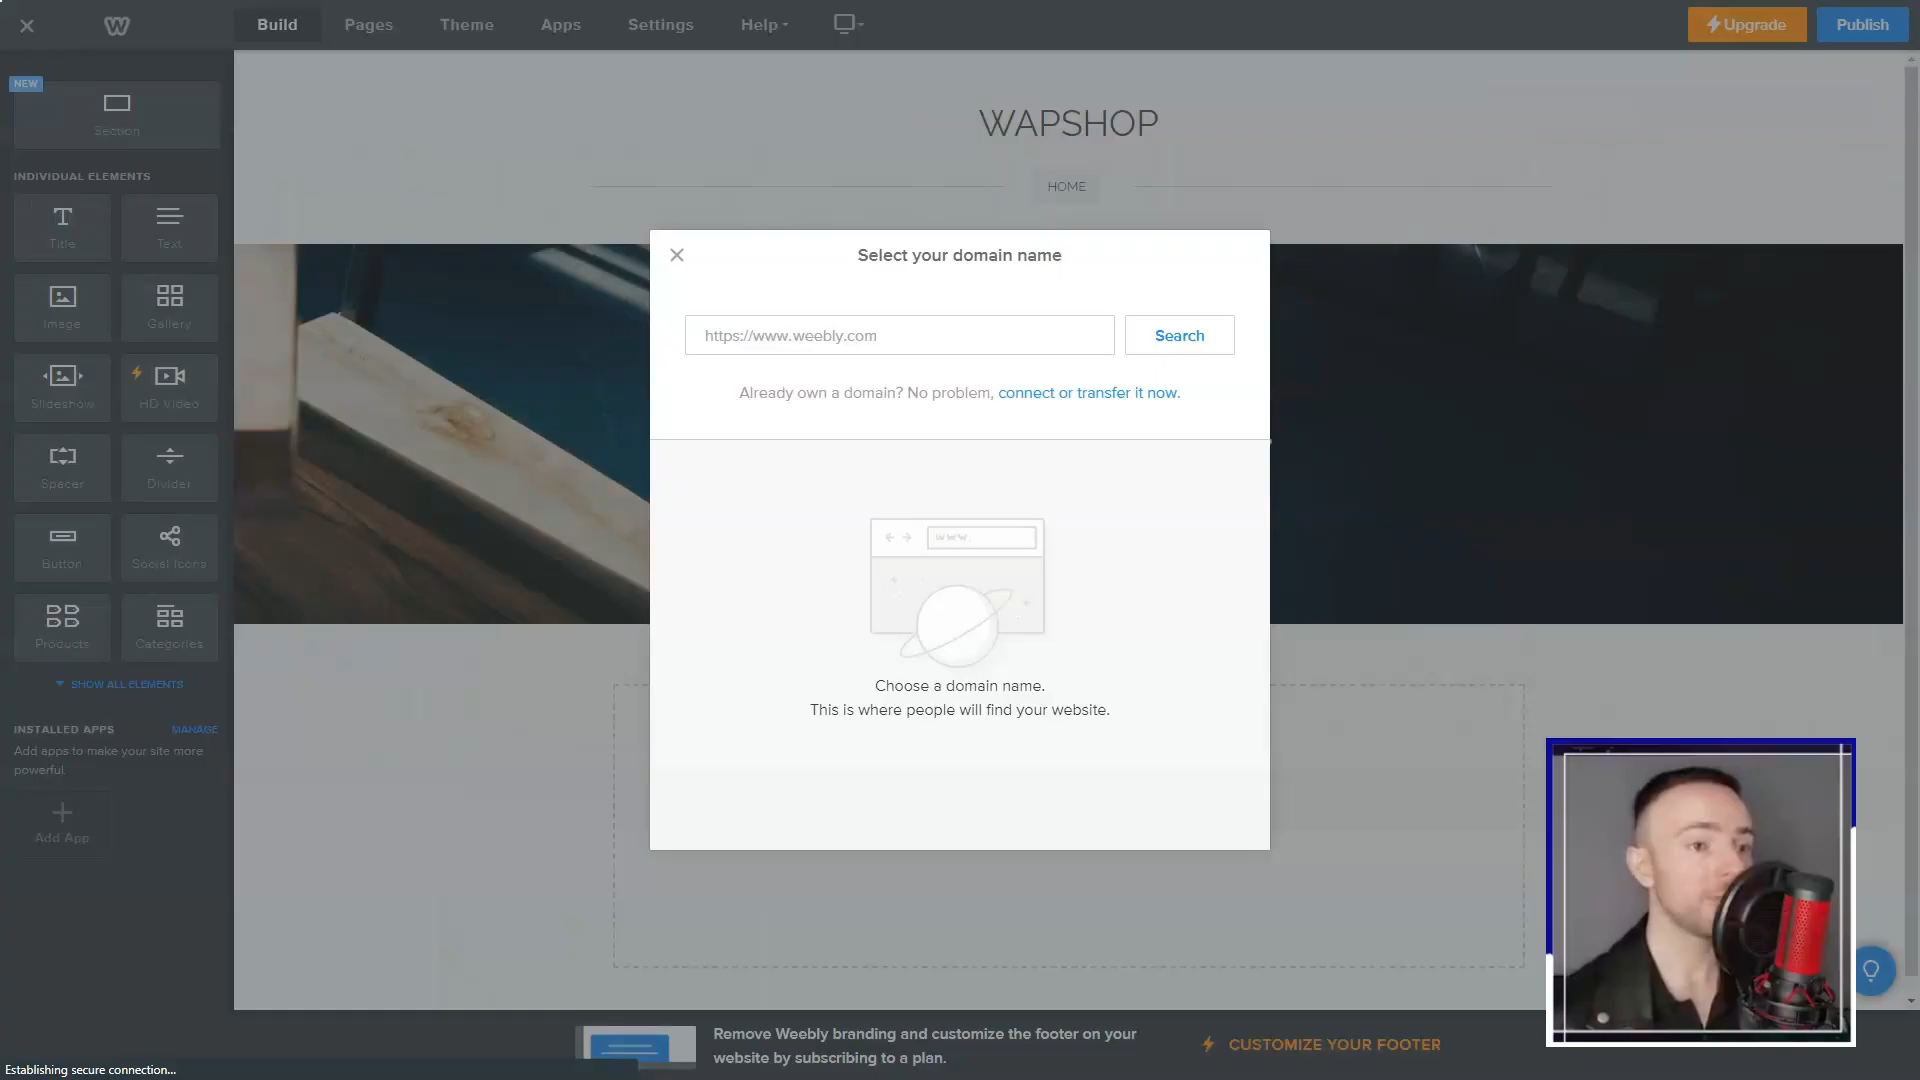 Build
Pages
Theme
Apps
Settings
Help
Upgrade
Publish
NEW
Section
INDIVIDUAL ELEMENTS
Title
Text
Image
Gallery
Slideshow
HD Video
Spacer
Divider
Button
Social Icons
Products
Categories
SHOW ALL ELEMENTS
INSTALLED APPS
MANAGE
Add apps to make your site more
powerful
Add App
WAPSHOP
HOME
Select your domain name
https://www.weebly.com
Search
Already own a domain? No problem, connect or transfer it now.
www.
Choose a domain name.
This is where people will find your website.
Remove Weebly branding and customize the footer on your
website by subscribing to a plan.
CUSTOMIZE YOUR FOOTER
Establishing secure connection...